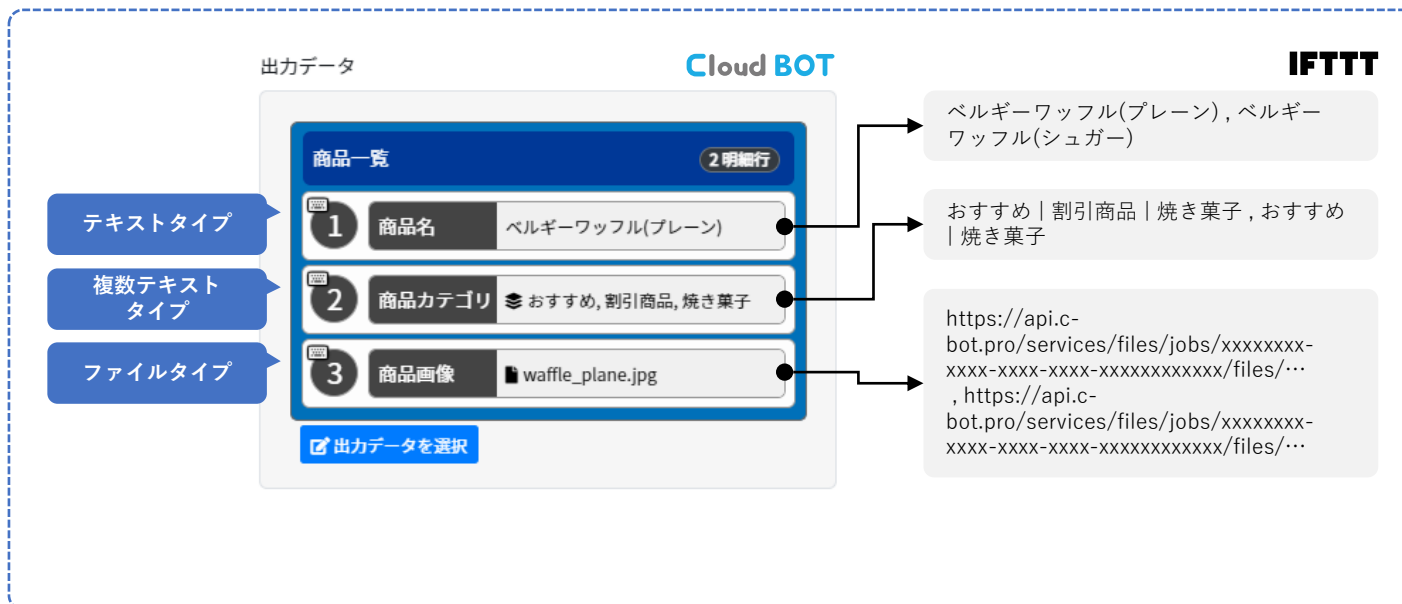 出力データ
Cloud BOT
IFTTT
商品一覧
2 明細行
テキストタイプ
1
商品名
ベルギーワッフル(プレーン)
複数テキスト
タイプ
2
商品カテゴリ
おすすめ, 割引商品, 焼き菓子
ファイルタイプ
3
商品画像
waffle_plane.jpg
出力データを選択
ベルギーワッフル(プレーン) , ベルギー
ワッフル(シュガー)
おすすめ | 割引商品 | 焼き菓子 , おすすめ
| 焼き菓子
https://api.c-
bot.pro/services/files/jobs/xxxxxxxx-
xxxx-xxxx-xxxx-xxxxxxxxxxxx/files/…
, https://api.c-
bot.pro/services/files/jobs/xxxxxxxx-
xxxx-xxxx-xxxx-xxxxxxxxxxxx/files/…